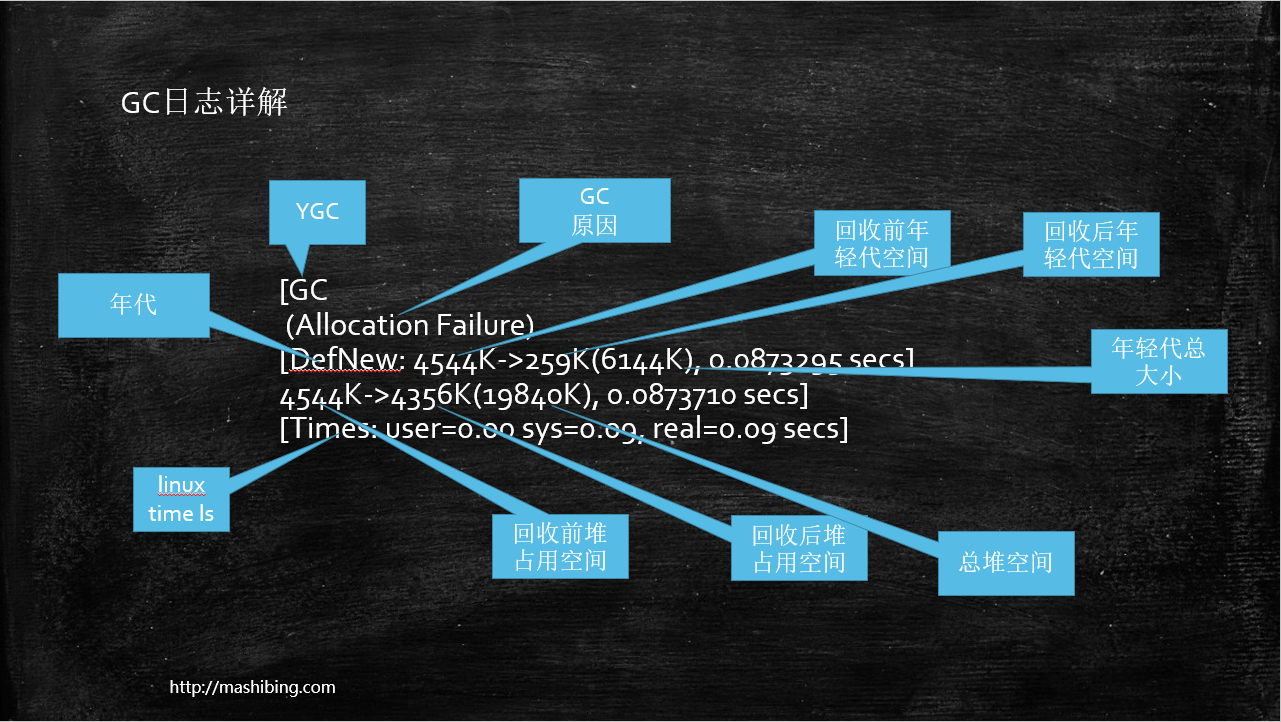 GC日志详解
YGC
GC
原因
回收前年
轻代空间
回收后年
轻代空间
年代
[GC
(Allocation Failure)
[DefNew: 4544K->259K(6144K), 0.0873295 secs]
4544K->4356K(19840K), 0.0873710 secs]
[Times: user=0.00 sys=0.09, real=0.09 secs]
年轻代总
大小
linux
time ls
回收前堆
占用空间
回收后堆
占用空间
总堆空间
http://mashibing.com